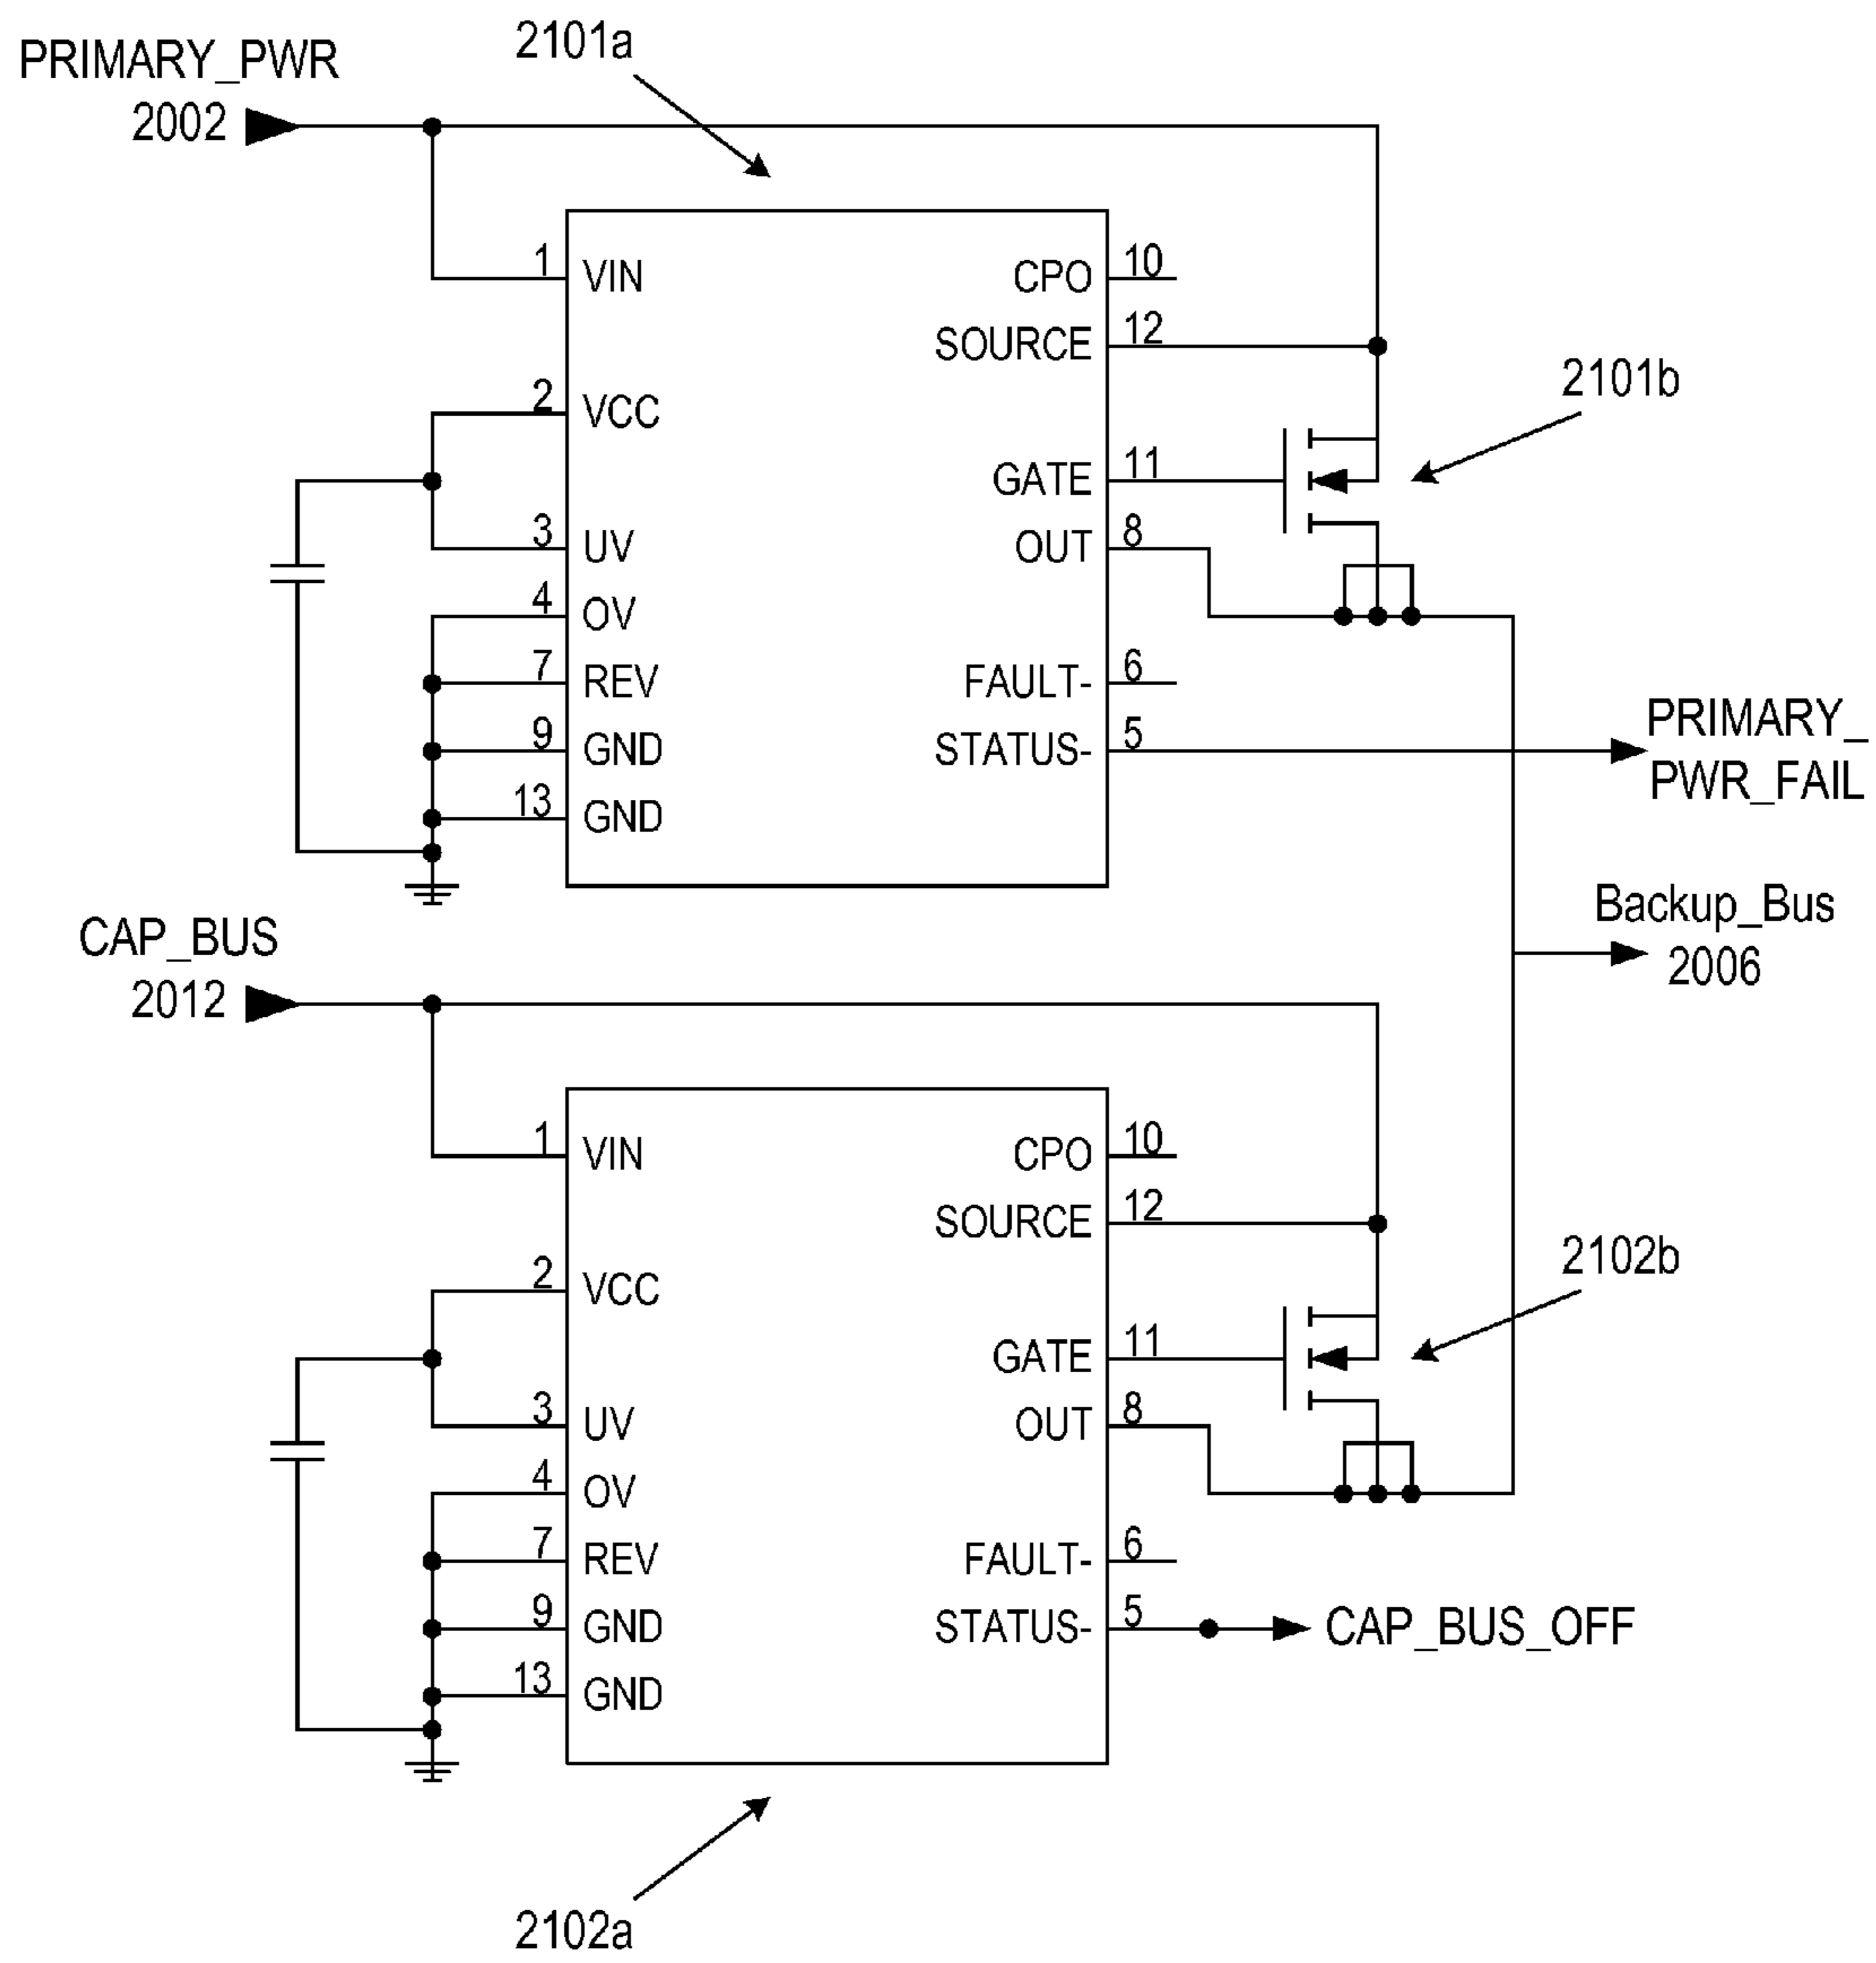 2101a
PRIMARY_PWR
2002
1 VIN
CPO 10
SOURCE 12
2 VCC
2101b
GATE 11
3 UV
OUT 8
4 OV
7 REV
FAULT- 6
9 GND
STATUS- 5
PRIMARY_
PWR_FAIL
13 GND
Backup_Bus
2006
CAP_BUS
2012
1 VIN
CPO 10
SOURCE 12
2 VCC
2102b
GATE 11
3 UV
OUT 8
4 OV
7 REV
FAULT- 6
9 GND
STATUS- 5
CAP_BUS_OFF
13 GND
2102a